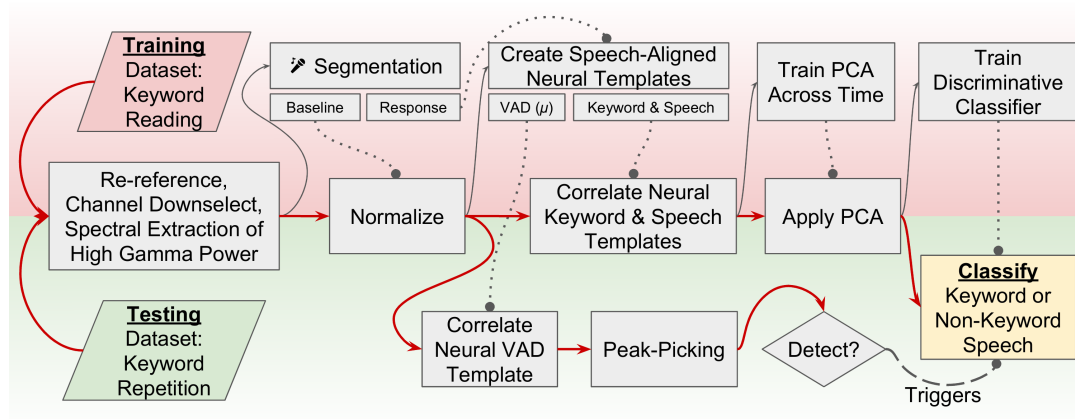 Training
Dataset:
Keyword
Reading
Segmentation
Baseline
Response
Create Speech-Aligned
Neural Templates
VAD (μ)
Keyword & Speech
Train PCA
Across Time
Train
Discriminative
Classifier
Re-reference,
Channel Downselect,
Spectral Extraction of
High Gamma Power
Normalize
Correlate Neural
Keyword & Speech
Templates
Apply PCA
Classify
Keyword or
Non-Keyword
Speech
Testing
Dataset:
Keyword
Repetition
Correlate
Neural VAD
Template
Peak-Picking
Detect?
Triggers